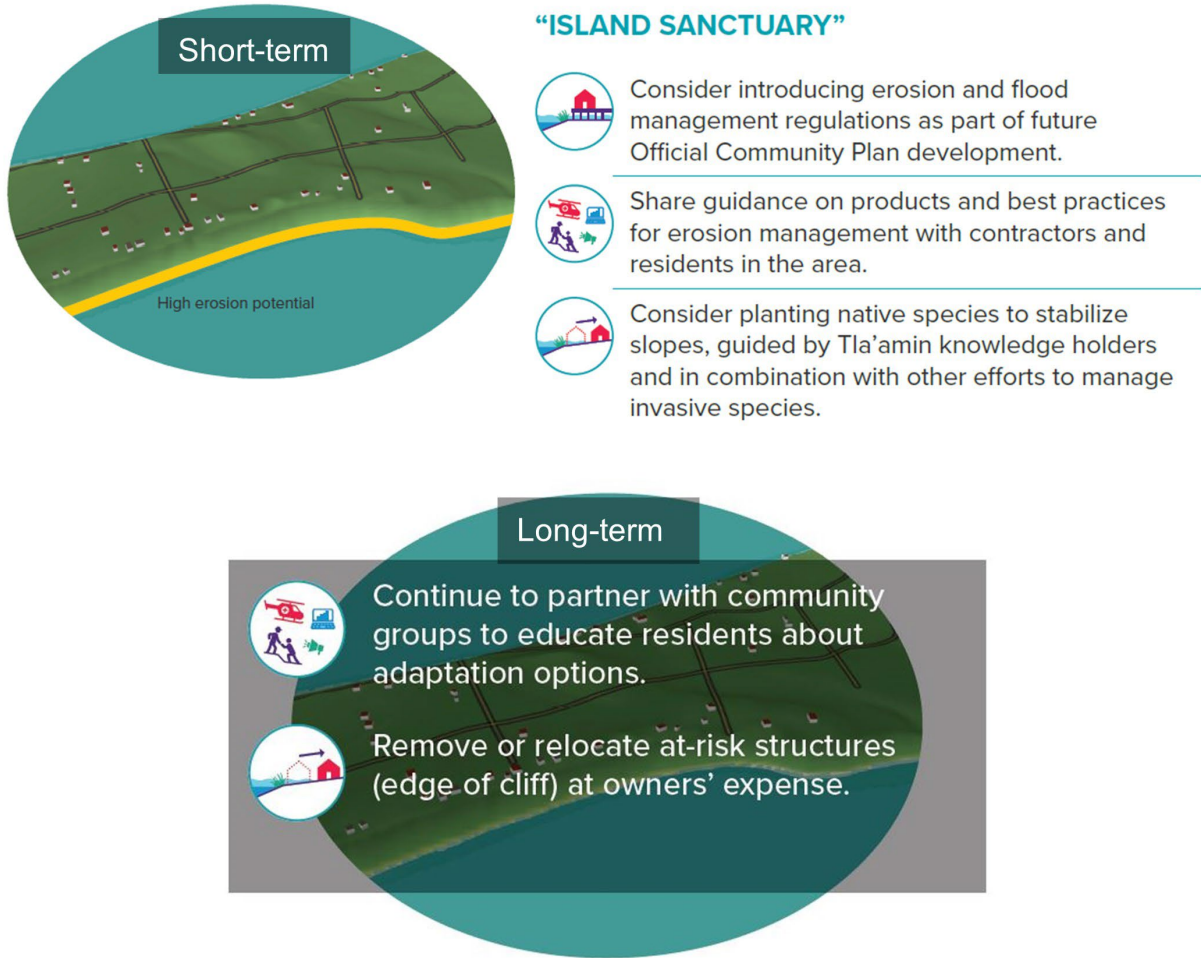 Short-term
High erosion potential
“ISLAND SANCTUARY”
Consider introducing erosion and flood
management regulations as part of future
Official Community Plan development.
Share guidance on products and best practices
for erosion management with contractors and
residents in the area.
Consider planting native species to stabilize
slopes, guided by Tla’amin knowledge holders
and in combination with other efforts to manage
invasive species.
Long-term
Continue to partner with community
groups to educate residents about
adaptation options.
Remove or relocate at-risk structures
(edge of cliff) at owners’ expense.